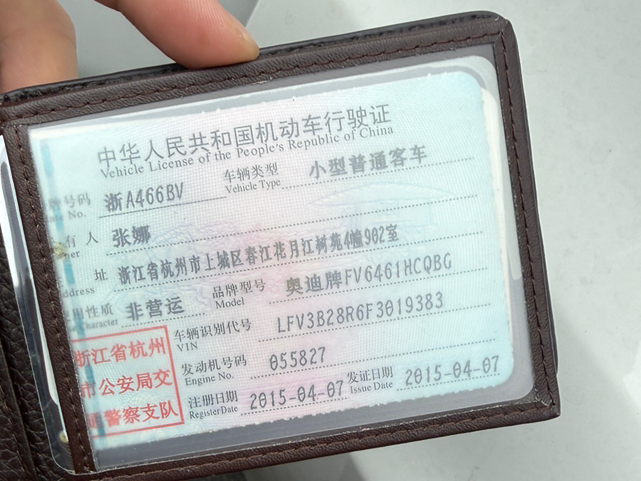 中华人民共和国机动车行驶证
Vehicle License of the People's Republic of China
牌号码 浙A466BV 车辆类型 小型普通客车
No. Vehicle Type
有人 张娜
址 浙江省杭州市上城区春江花月江树苑4幢902室
Address
用性质 非营运 品牌型号 奥迪牌FV6461HCQBG
Character Model
车辆识别代号 LFV3B28R6F3019383
VIN
发动机号码 055827
Engine No.
注册日期 2015-04-07 发证日期 2015-04-07
Register Date Issue Date
浙江省杭州
市公安局交
警察支队